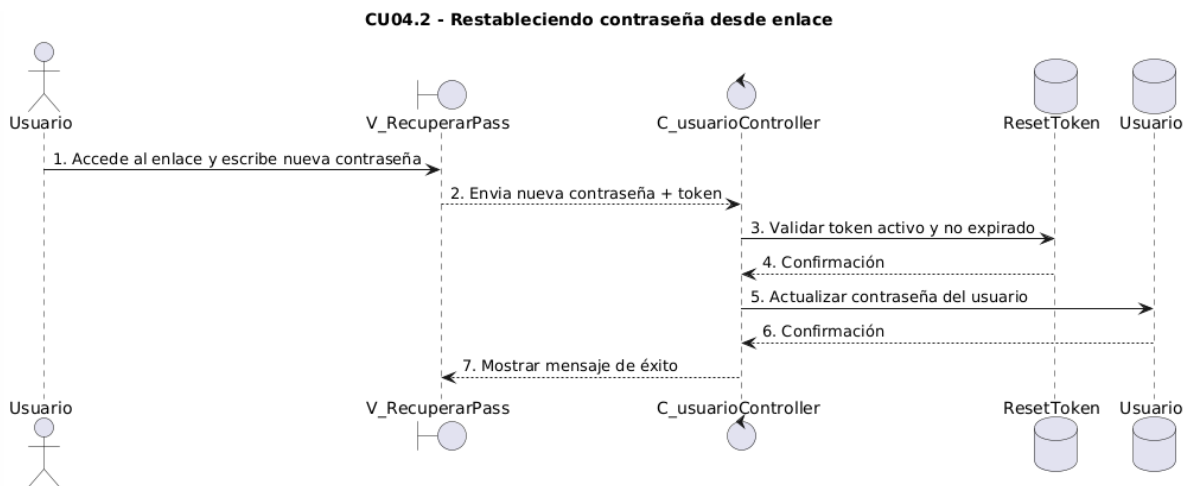 CU04.2 - Restableciendo contraseña desde enlace
Usuario V_RecuperarPass C_usuarioController ResetToken Usuario
1. Accede al enlace y escribe nueva contraseña
2. Envia nueva contraseña + token
3. Validar token activo y no expirado
4. Confirmación
5. Actualizar contraseña del usuario
6. Confirmación
7. Mostrar mensaje de éxito
Usuario V_RecuperarPass C_usuarioController ResetToken Usuario